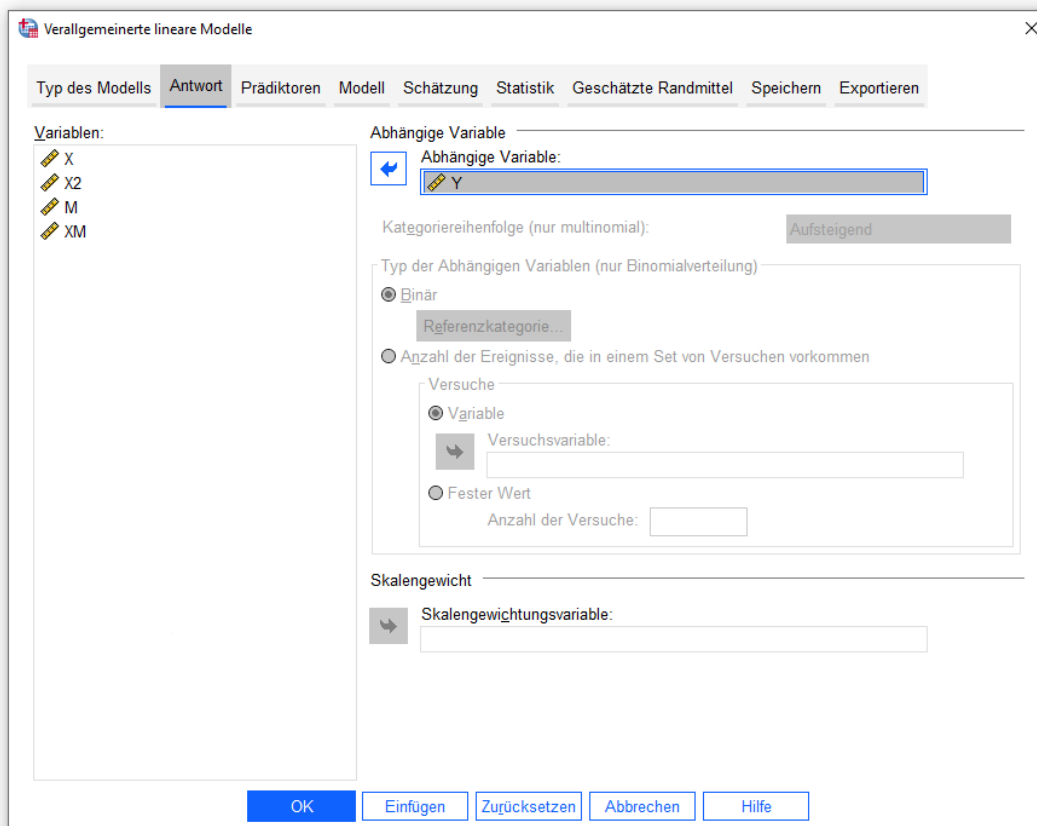 Verallgemeinerte lineare Modelle
Typ des Modells Antwort Prädiktoren Modell Schätzung Statistik Geschätzte Randmittel Speichern Exportieren
Variablen:
X
X2
M
XM
Abhängige Variable
Abhängige Variable:
Y
Kategoriereihenfolge (nur multinomial):
Aufsteigend
Typ der Abhängigen Variablen (nur Binomialverteilung)
Binär
Referenzkategorie...
Anzahl der Ereignisse, die in einem Set von Versuchen vorkommen
Versuche
Variable
Versuchsvariable:
Fester Wert
Anzahl der Versuche:
Skalengewicht
Skalengewichtungsvariable:
OK Einfügen Zurücksetzen Abbrechen Hilfe